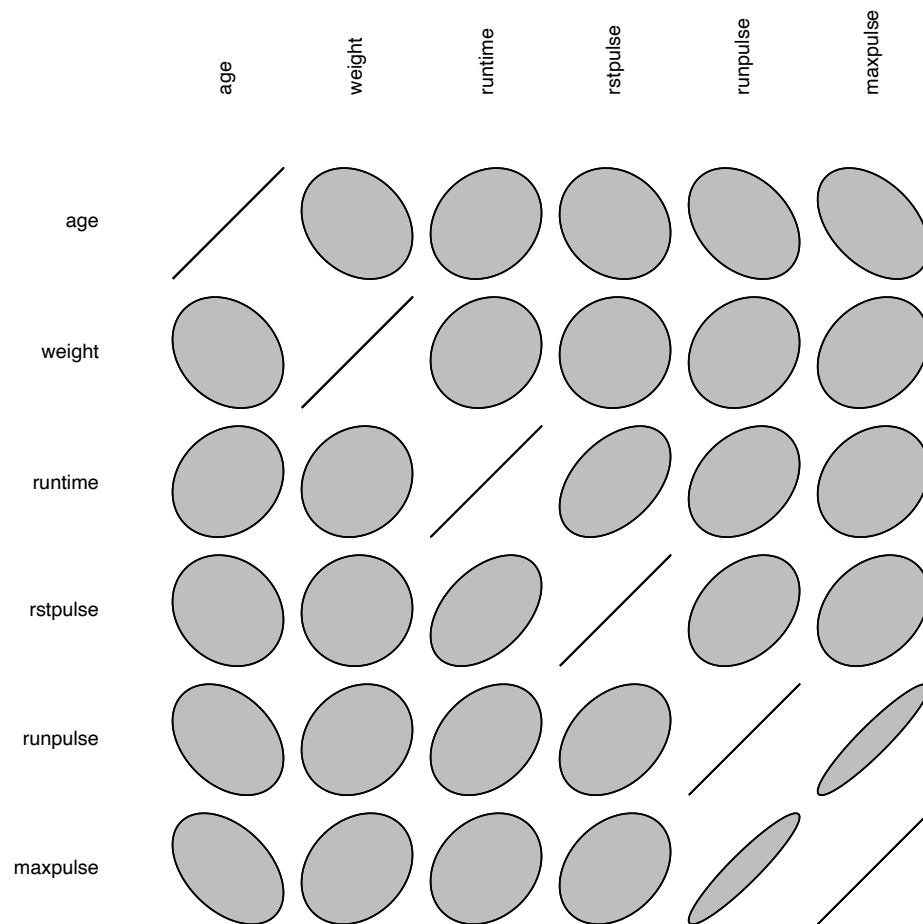 age
weight
runtime
rstpulse
runpulse
maxpulse
age
weight
runtime
rstpulse
runpulse
maxpulse